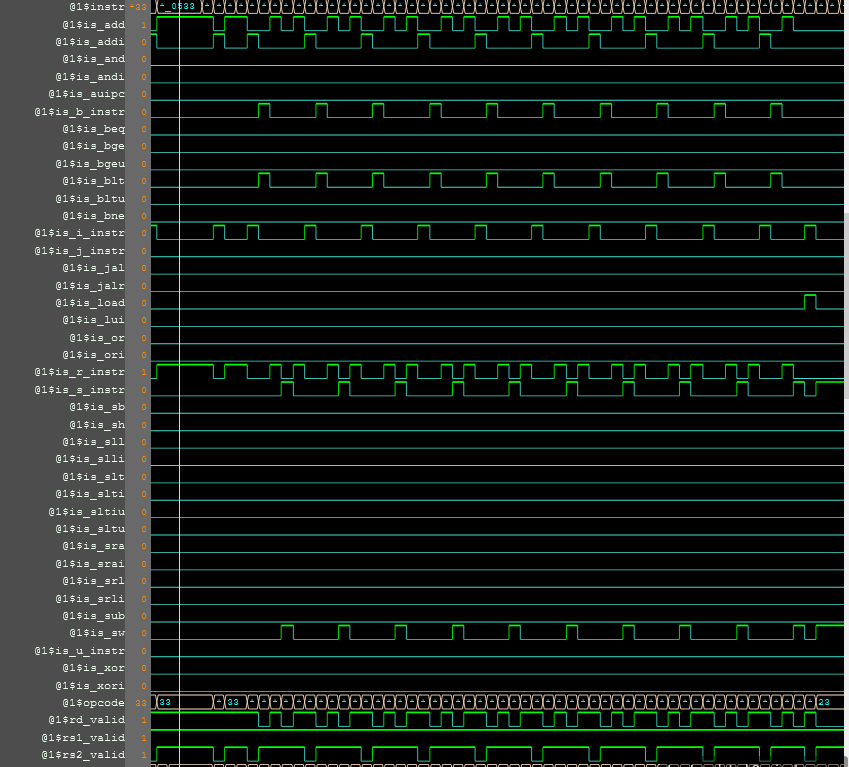 @1$instr +33 +_0533
@1$is_add 1
@1$is_addi 0
@1$is_and 0
@1$is_andi 0
@1$is_auipc 0
@1$is_b_instr 0
@1$is_beq 0
@1$is_bge 0
@1$is_bgeu 0
@1$is_blt 0
@1$is_bltu 0
@1$is_bne 0
@1$is_i_instr 0
@1$is_j_instr 0
@1$is_jal 0
@1$is_jalr 0
@1$is_load 0
@1$is_lui 0
@1$is_or 0
@1$is_ori 0
@1$is_r_instr 1
@1$is_s_instr 0
@1$is_sb 0
@1$is_sh 0
@1$is_sll 0
@1$is_slli 0
@1$is_slt 0
@1$is_slti 0
@1$is_sltiu 0
@1$is_sltu 0
@1$is_sra 0
@1$is_srai 0
@1$is_srl 0
@1$is_srli 0
@1$is_sub 0
@1$is_sw 0
@1$is_u_instr 0
@1$is_xor 0
@1$is_xori 0
@1$opcode 33 33 33 23
@1$rd_valid 1
@1$rs1_valid 1
@1$rs2_valid 1